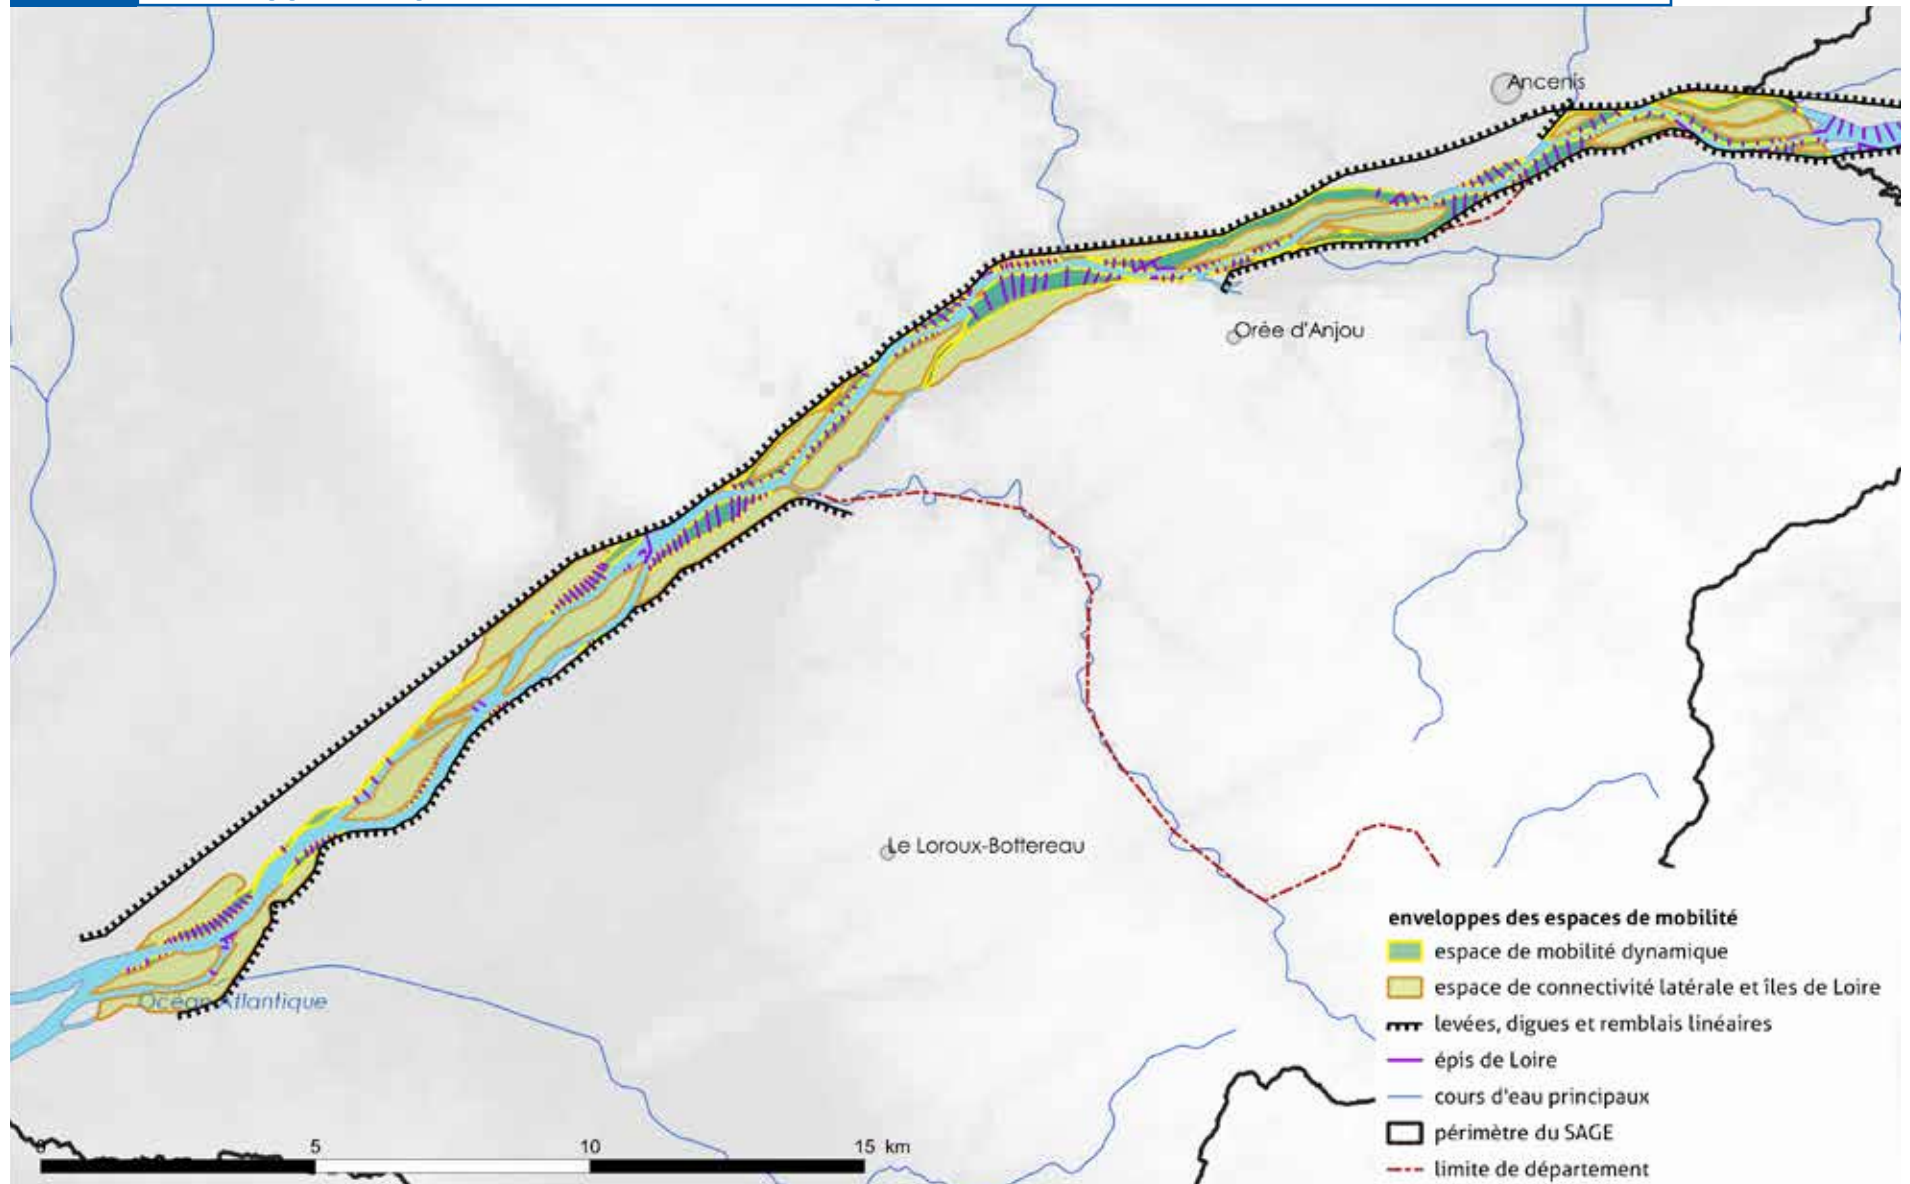 Ancenis
Orée d'Anjou
Le Loroux-Bottereau
Océan Atlantique
enveloppes des espaces de mobilité
espace de mobilité dynamique
espace de connectivité latérale et îles de Loire
levées, digues et remblais linéaires
épis de Loire
cours d'eau principaux
périmètre du SAGE
limite de département
0 5 10 15 km